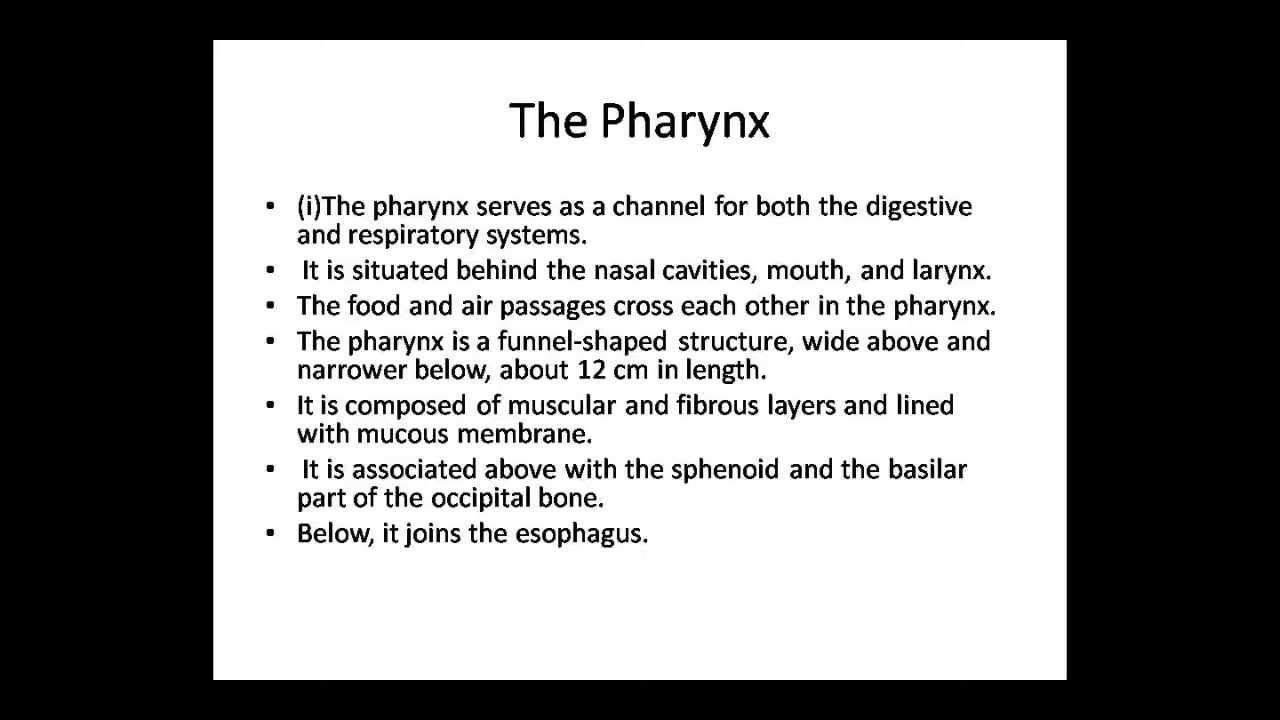 The Pharynx
• (i)The pharynx serves as a channel for both the digestive
and respiratory systems.
• It is situated behind the nasal cavities, mouth, and larynx.
• The food and air passages cross each other in the pharynx.
• The pharynx is a funnel-shaped structure, wide above and
narrower below, about 12 cm in length.
• It is composed of muscular and fibrous layers and lined
with mucous membrane.
• It is associated above with the sphenoid and the basilar
part of the occipital bone.
• Below, it joins the esophagus.